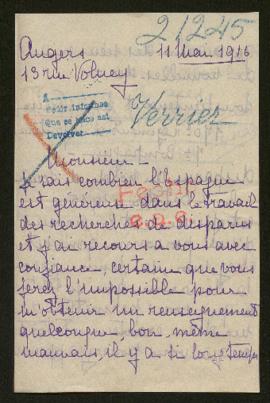 21245
Angers 11 Mai 1916
13 rue Volney
A
Verrier
Monsieur
Je sais combien l'Espagne
est généreuse dans le travail
des recherches de disparus
et j'ai recours a vous avec
confiance, certaine que vous
ferez l'impossible pour
m'obtenir un renseignement
quelconque, bon, même
mauvais, il y a si longtemps